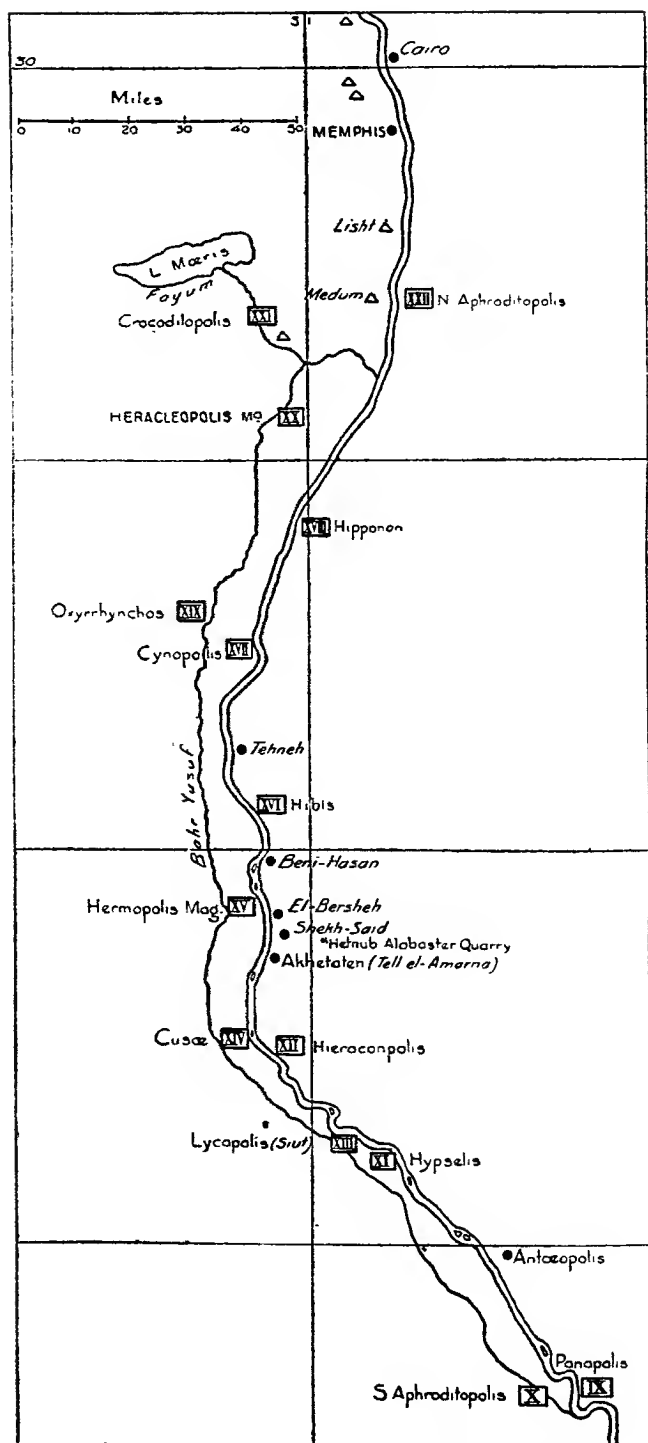 31
Cairo
30
Miles
0 10 20 30 40 50
MEMPHIS
Lisht
L Mœris
Fayum
Medum
XXII N Aphroditopolis
Crocodilopolis XXI
HERACLEOPOLIS Mg. XX
XVIII Hipponon
Oxyrrhynchos XIX
Cynopolis XVII
Tehneh
Bahr Yusuf
XVI Hibis
Beni-Hasan
Hermopolis Mag. XV
El-Bersheh
Shekh-Said
Hetnub Alabaster Quarry
Akhetaten (Tell el-Amarna)
Cusæ XIV
XII Hieraconpolis
Lycopolis (Siut) XIII
XI Hypselis
Antæopolis
Panapolis
IX
S Aphroditopolis X